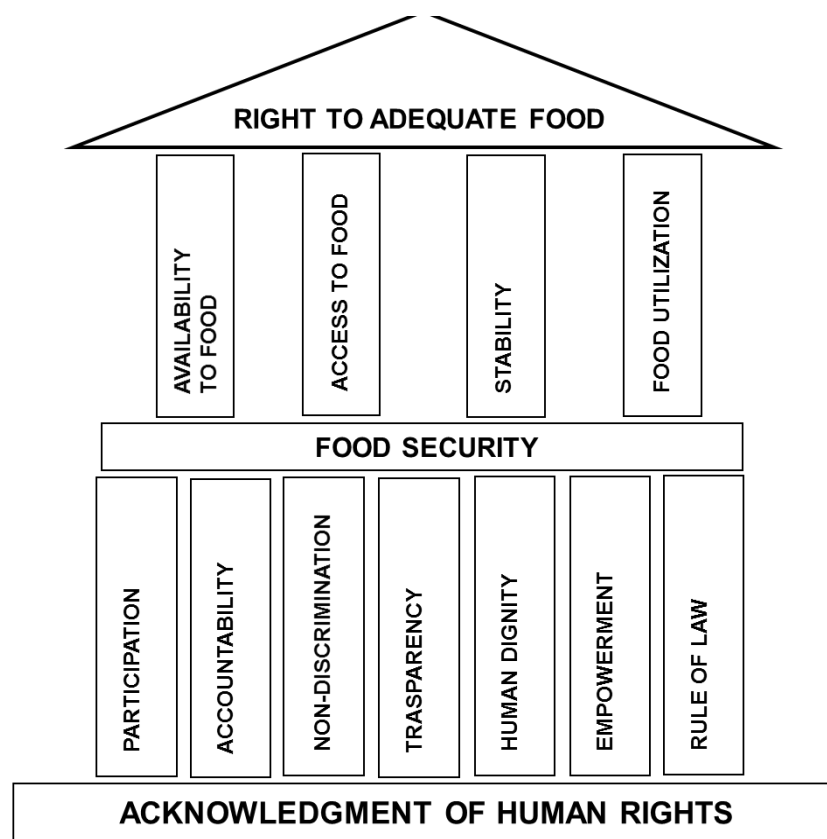 RIGHT TO ADEQUATE FOOD
AVAILABILITY
TO FOOD
ACCESS TO FOOD
STABILITY
FOOD UTILIZATION
FOOD SECURITY
PARTICIPATION
ACCOUNTABILITY
NON-DISCRIMINATION
TRASPARENCY
HUMAN DIGNITY
EMPOWERMENT
RULE OF LAW
ACKNOWLEDGMENT OF HUMAN RIGHTS